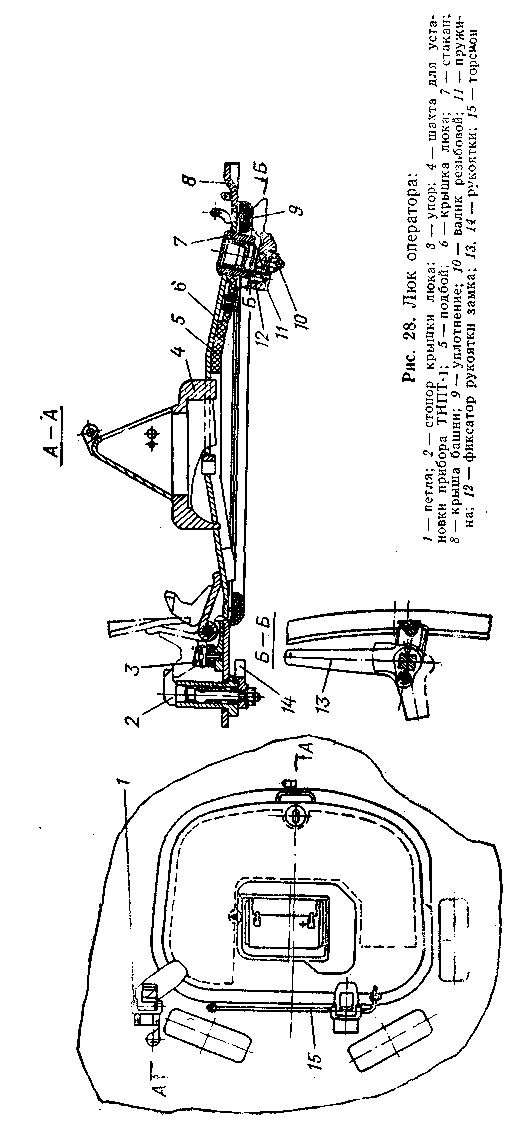 А–А
4
5
6
7
8
Б
Б
9
10
11
12
3
2
14
Б–Б
13
1
А
А
15
Рис. 28. Люк оператора:
1 — петля; 2 — стопор крышки люка; 3 — упор; 4 — шахта для уста-
новки прибора ТНПТ-1; 5 — подбой; 6 — крышка люка; 7 — стакан;
8 — крыша башни; 9 — уплотнение; 10 — валик резьбовой; 11 — пружи-
на; 12 — фиксатор рукоятки замка; 13, 14 — рукоятки; 15 — торсион